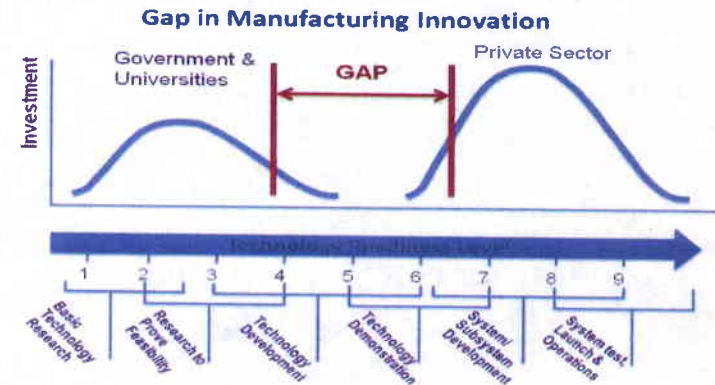 Gap in Manufacturing Innovation
Government &
Universities
GAP
Private Sector
Investment
Technology Readiness Level
1 2 3 4 5 6 7 8 9
Basic
Technology
Research
Research to
Prove
Feasibility
Technology
Development
Technology
Demonstration
System/
Subsystem
Development
System test,
Launch &
Operations